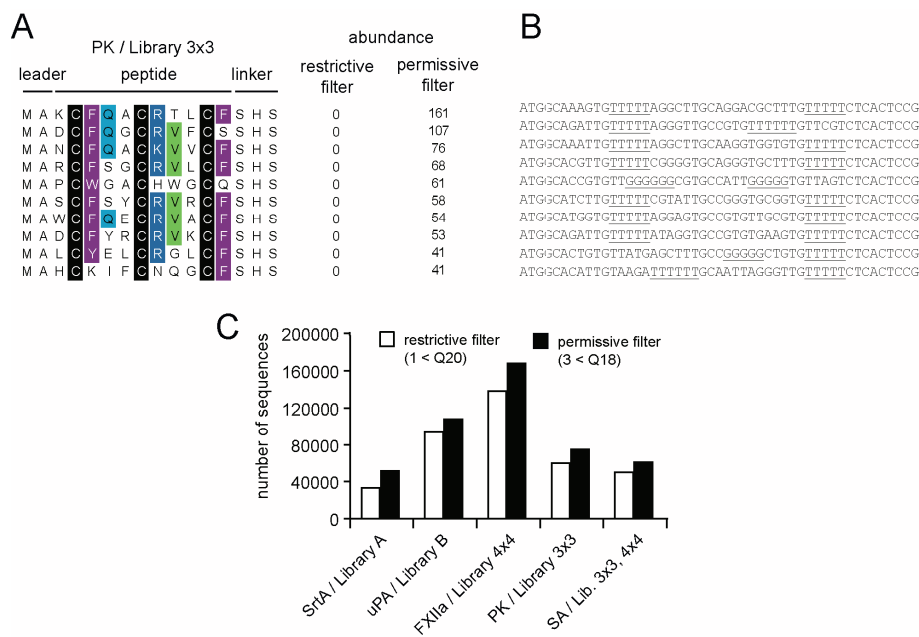 A
PK / Library 3x3
leader peptide linker
abundance
restrictive filter
permissive filter
M A K C F Q A C R T L C F S H S 0 161
M A D C F Q G C R V F C S S H S 0 107
M A N C F Q A C K V V C F S H S 0 76
M A R C F S G C R V L C F S H S 0 68
M A P C W G A C H W G C Q S H S 0 61
M A S C F S Y C R V R C F S H S 0 58
M A W C F Q E C R V A C F S H S 0 54
M A D C F Y R C R V K C F S H S 0 53
M A L C Y E L C R G L C F S H S 0 41
M A H C K I F C N Q G C F S H S 0 41
B
ATGGCAAAGTGTTTTTAGGCTTGCAGGACGCTTTGTTTTTCTCACTCCG
ATGGCAGATTGTTTTTAGGGTTGCCGTGTTTTTTGTTCGTCTCACTCCG
ATGGCAAATTGTTTTTAGGCTTGCAAGGTGGTGTGTTTTTCTCACTCCG
ATGGCACGTTGTTTTTCGGGGTGCAGGGTGCTGTGTTTTTCTCACTCCG
ATGGCACCGTGTTGGGGGGCGTGCCATTGGGGGTGTTAGTCTCACTCCG
ATGGCATCTTGTTTTTCGTATTGCCGGGTGCGGTGTTTTTCTCACTCCG
ATGGCATGGTGTTTTTAGGAGTGCCGTGTTGCGTGTTTTTCTCACTCCG
ATGGCAGATTGTTTTTATAGGTGCCGTGTGAAGTGTTTTTCTCACTCCG
ATGGCACTGTGTTATGAGCTTTGCCGGGGGCTGTGTTTTTCTCACTCCG
ATGGCACATTGTAAGATTTTTTGCAATTAGGGTTGTTTTTCTCACTCCG
C
number of sequences
200000
160000
120000
80000
40000
0
restrictive filter
(1 < Q20)
permissive filter
(3 < Q18)
SrtA / Library A
uPA / Library B
FXIIa / Library 4x4
PK / Library 3x3
SA / Lib. 3x3, 4x4